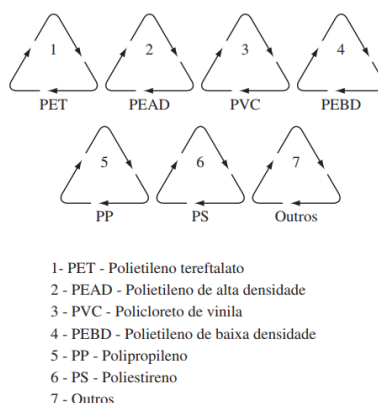 1 2 3 4
PET PEAD PVC PEBD
5 6 7
PP PS Outros
1- PET - Polietileno tereftalato
2 - PEAD - Polietileno de alta densidade
3 - PVC - Policloreto de vinila
4 - PEBD - Polietileno de baixa densidade
5 - PP - Polipropileno
6 - PS - Poliestireno
7 - Outros